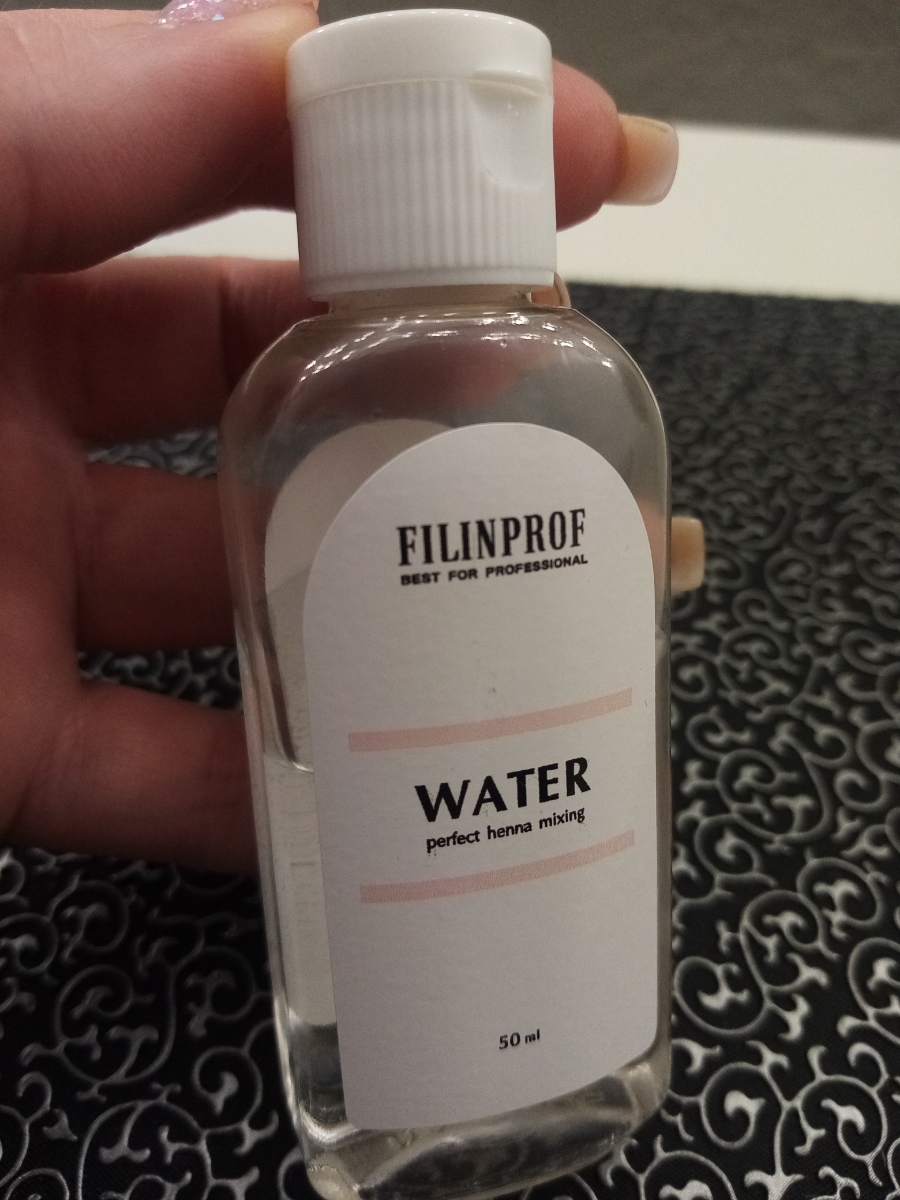 FILINPROF
BEST FOR PROFESSIONAL
WATER
perfect henna mixing
50 ml